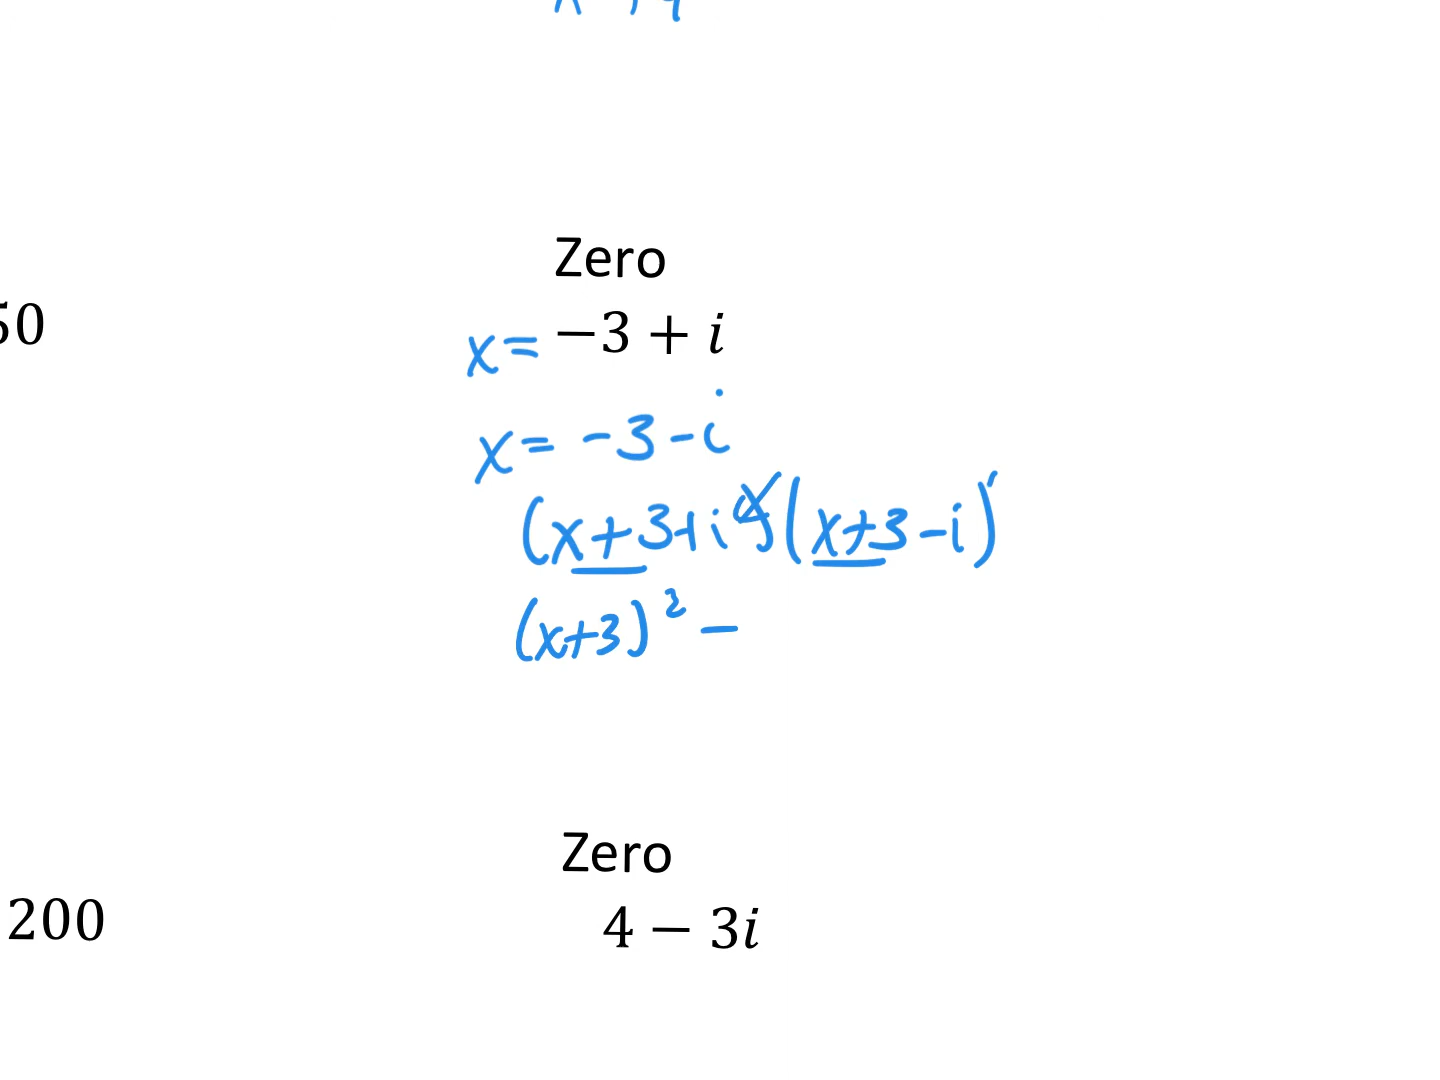 Zero
50
x = −3 + i
x = -3 - i
(x+3+i)(x+3-i)
(x+3)² -
Zero
200
4 − 3i